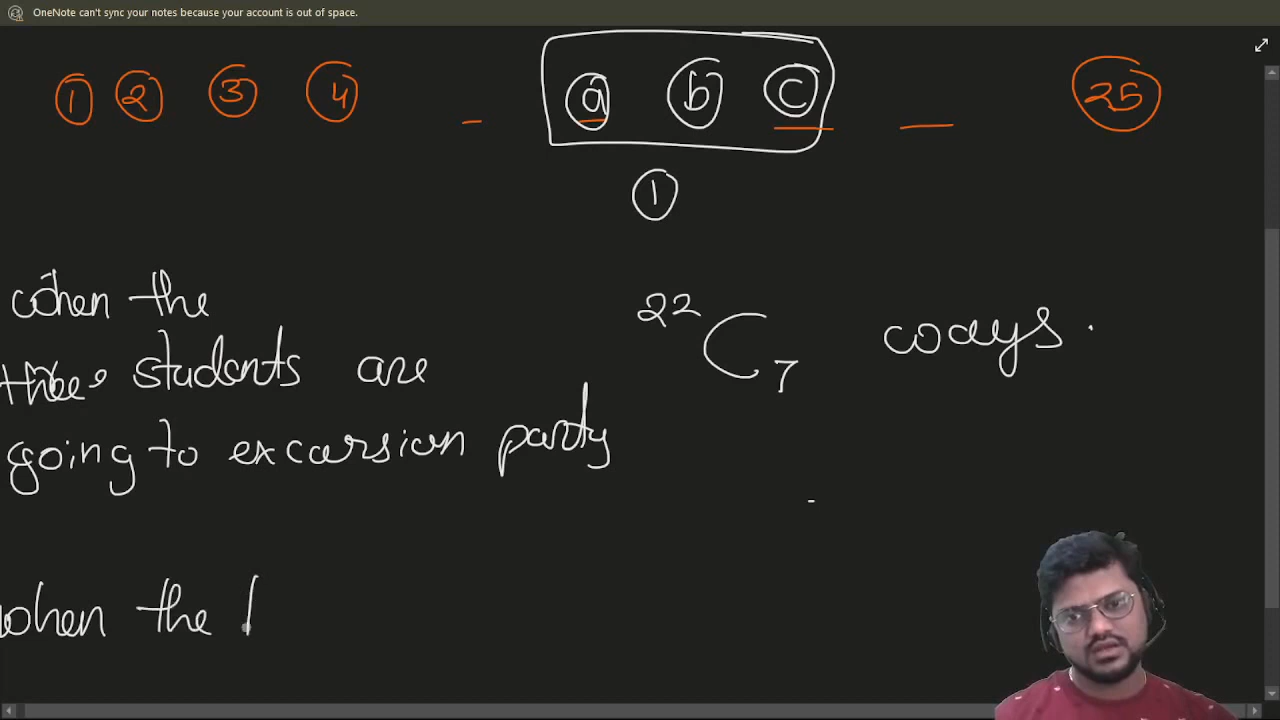 OneNote can't sync your notes because your account is out of space.
1 2 3 4 - a b c _ 25
1
when the
three students are
going to excursion party
22C7 ways.
when the